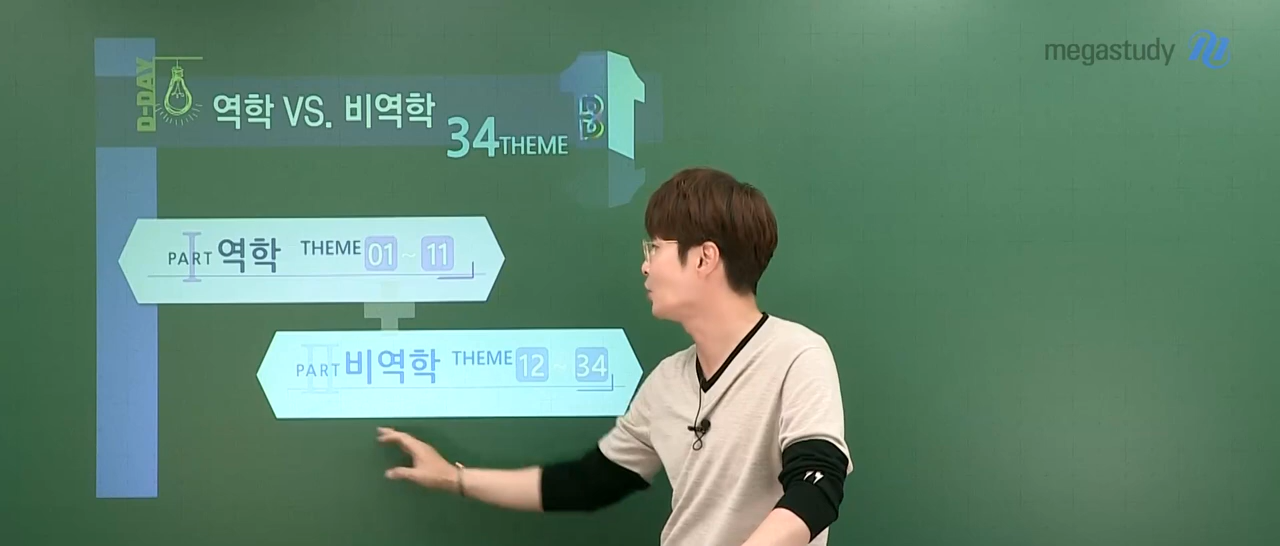 megastudy
D-DAY
역학 VS. 비역학
34THEME
PART I 역학 THEME 01 ~ 11
PART II 비역학 THEME 12 ~ 34